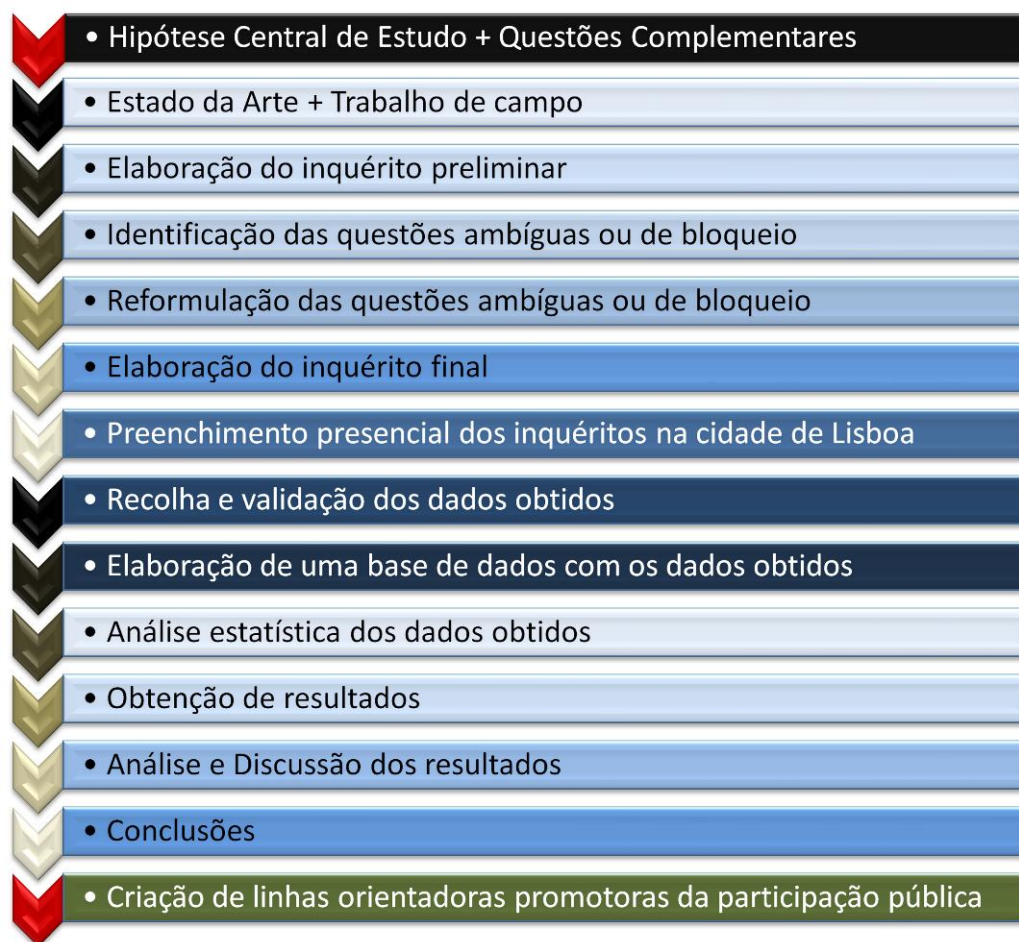 • Hipótese Central de Estudo + Questões Complementares
• Estado da Arte + Trabalho de campo
• Elaboração do inquérito preliminar
• Identificação das questões ambíguas ou de bloqueio
• Reformulação das questões ambíguas ou de bloqueio
• Elaboração do inquérito final
• Preenchimento presencial dos inquéritos na cidade de Lisboa
• Recolha e validação dos dados obtidos
• Elaboração de uma base de dados com os dados obtidos
• Análise estatística dos dados obtidos
• Obtenção de resultados
• Análise e Discussão dos resultados
• Conclusões
• Criação de linhas orientadoras promotoras da participação pública